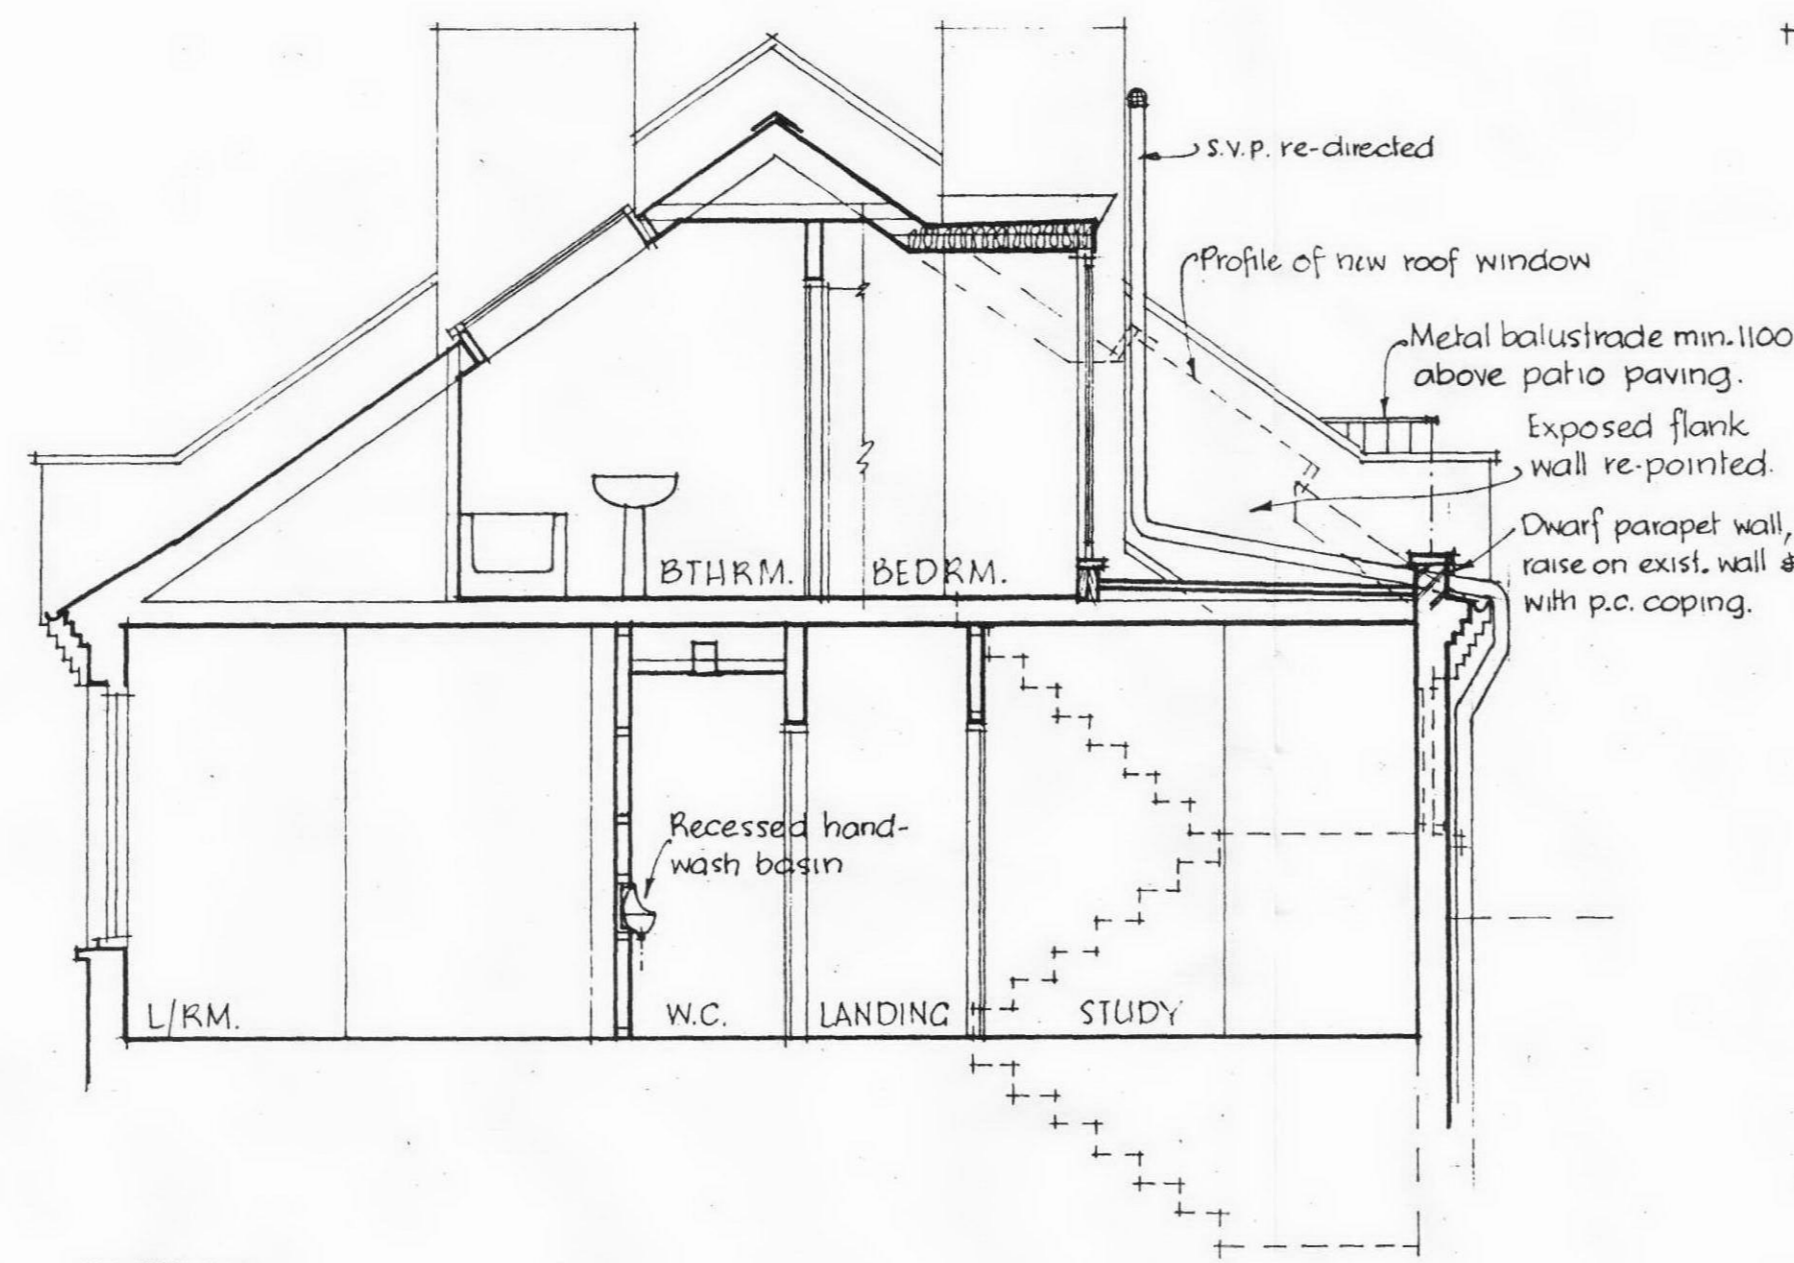 S.V.P. re-directed
Profile of new roof window
Metal balustrade min. 1100
above patio paving.
Exposed flank
wall re-pointed.
Dwarf parapet wall,
raise on exist. wall &
with p.c. coping.
BTHRM.
BEDRM.
Recessed hand-
wash basin
L/RM.
W.C.
LANDING
STUDY